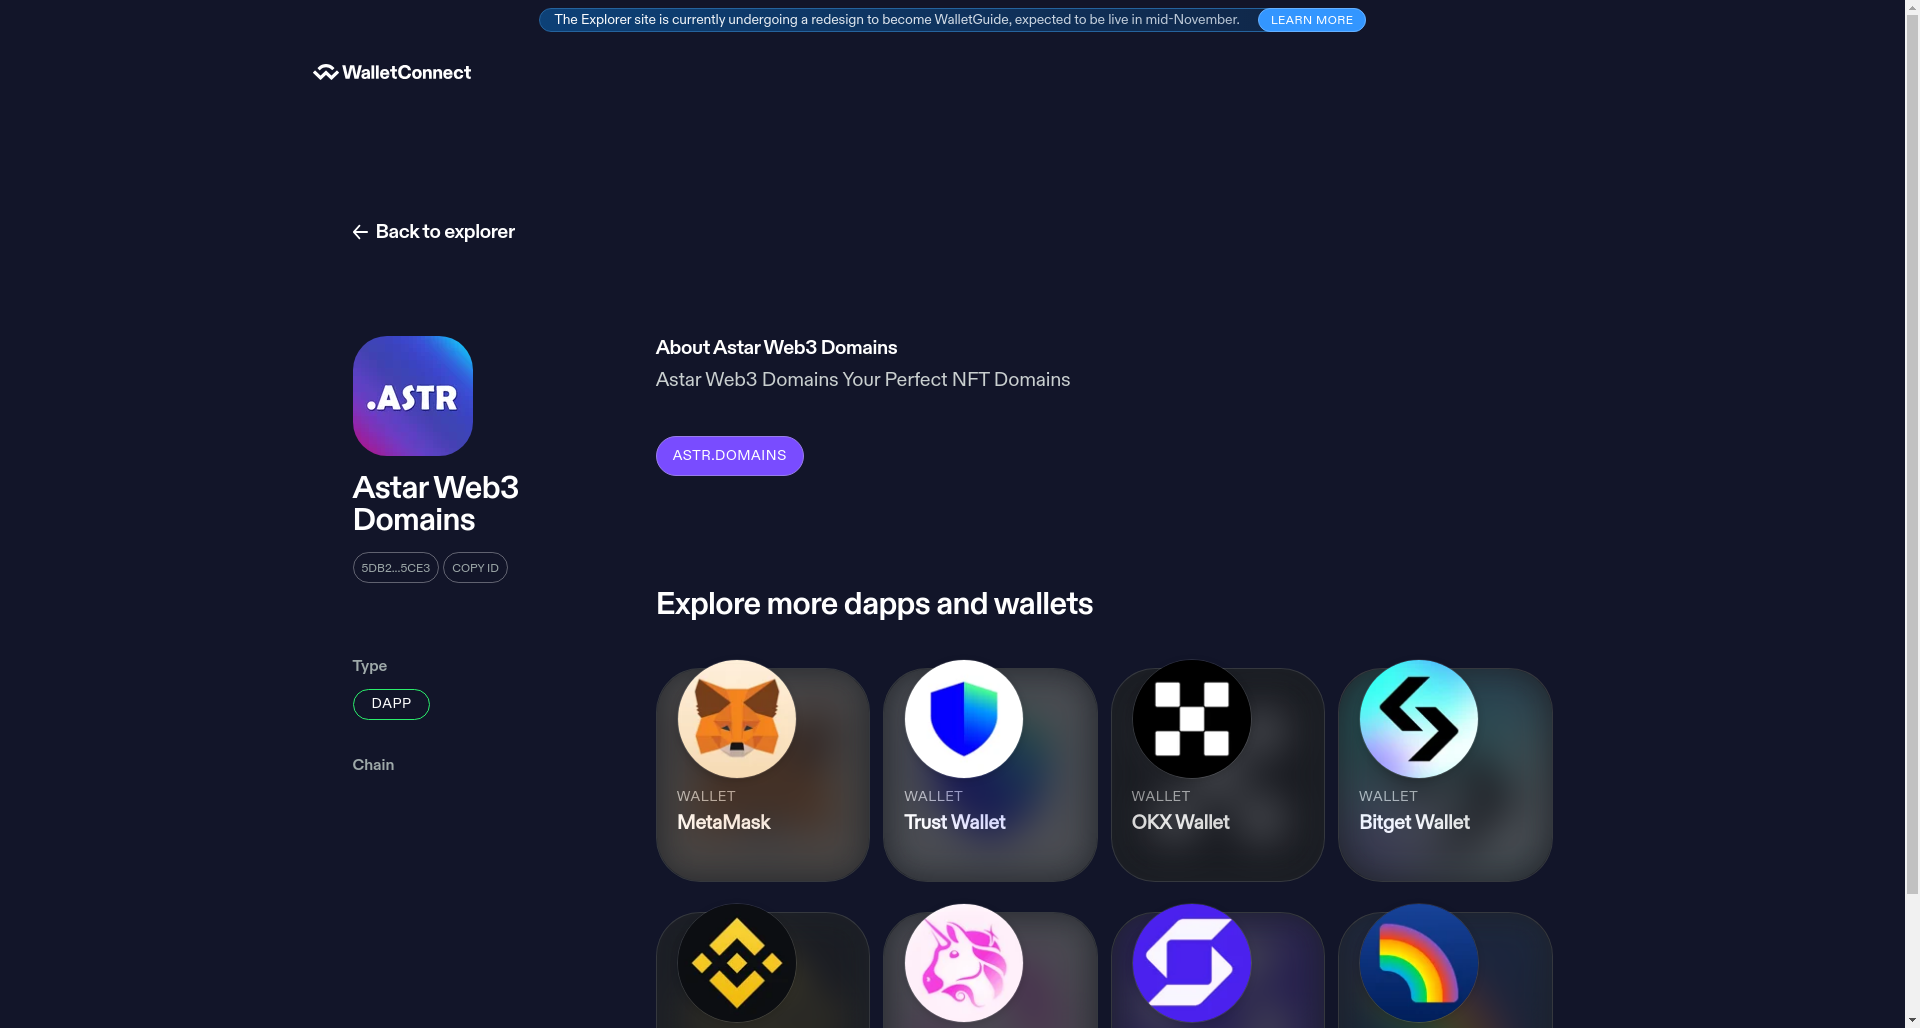 The Explorer site is currently undergoing a redesign to become WalletGuide, expected to be live in mid-November.
LEARN MORE
WalletConnect
Back to explorer
.ASTR
Astar Web3
Domains
5DB2...5CE3
COPY ID
Type
DAPP
Chain
About Astar Web3 Domains
Astar Web3 Domains Your Perfect NFT Domains
ASTR.DOMAINS
Explore more dapps and wallets
WALLET
MetaMask
WALLET
Trust Wallet
WALLET
OKX Wallet
WALLET
Bitget Wallet